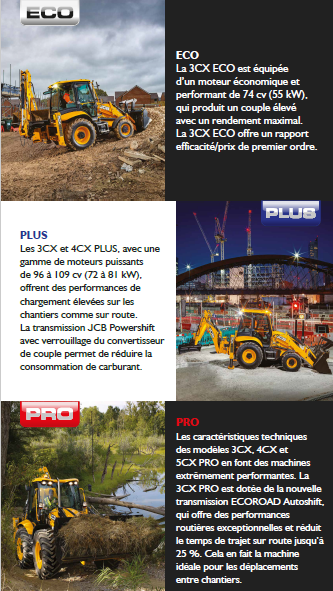 ECO
ECO
La 3CX ECO est équipée
d'un moteur économique et
performant de 74 cv (55 kW),
qui produit un couple élevé
avec un rendement maximal.
La 3CX ECO offre un rapport
efficacité/prix de premier ordre.
PLUS
PLUS
Les 3CX et 4CX PLUS, avec une
gamme de moteurs puissants
de 96 à 109 cv (72 à 81 kW),
offrent des performances de
chargement élevées sur les
chantiers comme sur route.
La transmission JCB Powershift
avec verrouillage du convertisseur
de couple permet de réduire la
consommation de carburant.
PRO
PRO
Les caractéristiques techniques
des modèles 3CX, 4CX et
5CX PRO en font des machines
extrêmement performantes. La
3CX PRO est dotée de la nouvelle
transmission ECOROAD Autoshift,
qui offre des performances
routières exceptionnelles et réduit
le temps de trajet sur route jusqu'à
25 %. Cela en fait la machine
idéale pour les déplacements
entre chantiers.